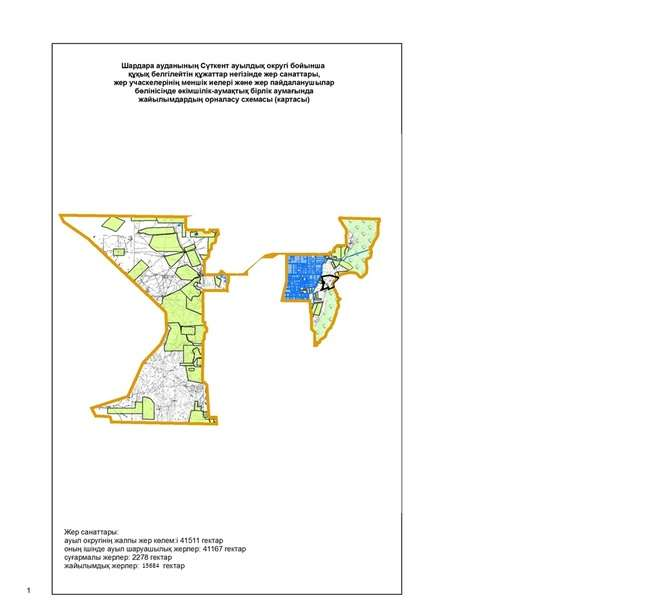 Шардара ауданының Сүткент ауылдық округі бойынша
құқық белгілейтін құжаттар негізінде жер санаттары,
жер учаскелерінің меншік иелері және жер пайдаланушылар
бөлінісінде әкімшілік-аумақтық бірлік аумағында
жайылымдардың орналасу схемасы (картасы)
Жер санаттары:
ауыл округінің жалпы жер көлем:і 41511 гектар
оның ішінде ауыл шаруашылық жерлер: 41167 гектар
суғармалы жерлер: 2278 гектар
жайылымдық жерлер: 15684 гектар
1